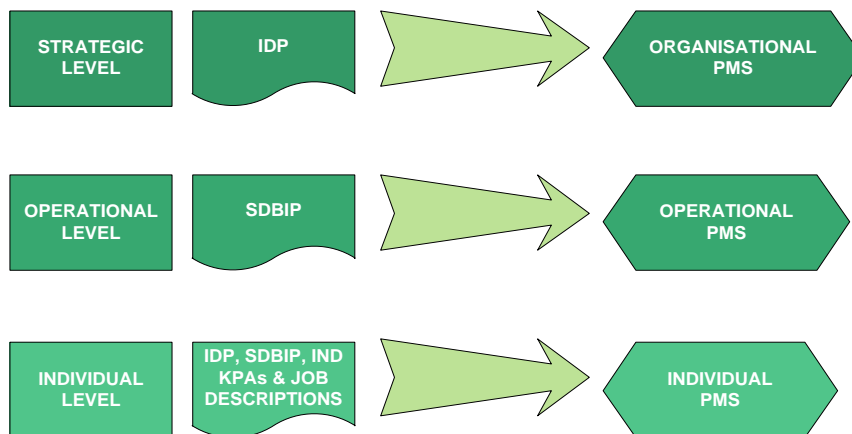 STRATEGIC
LEVEL
IDP
ORGANISATIONAL
PMS
OPERATIONAL
LEVEL
SDBIP
OPERATIONAL
PMS
INDIVIDUAL
LEVEL
IDP, SDBIP, IND
KPAs & JOB
DESCRIPTIONS
INDIVIDUAL
PMS